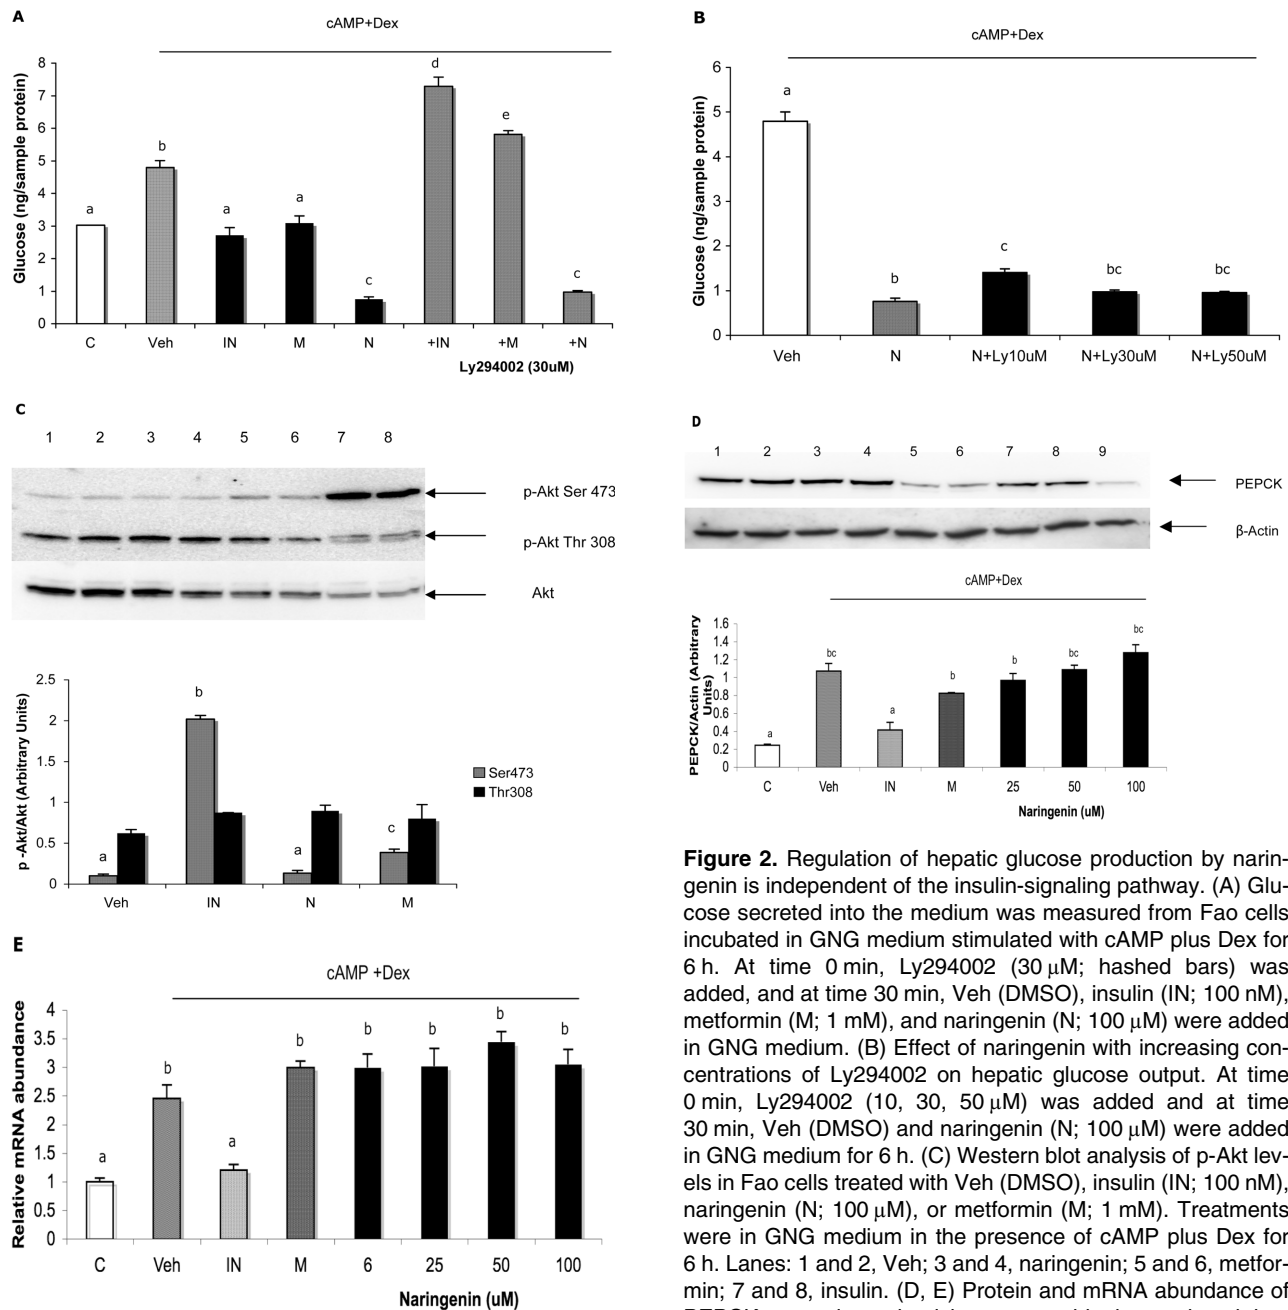 A
cAMP+Dex
Glucose (ng/sample protein)
8
7
6
5
4
3
2
1
0
a
b
a
a
c
d
e
c
C Veh IN M N +IN +M +N
Ly294002 (30uM)
B
cAMP+Dex
Glucose (ng/sample protein)
6
5
4
3
2
1
0
a
b
c
bc
bc
Veh N N+Ly10uM N+Ly30uM N+Ly50uM
C
1 2 3 4 5 6 7 8
p-Akt Ser 473
p-Akt Thr 308
Akt
p -Akt/Akt (Arbitrary Units)
2.5
2
1.5
1
0.5
0
a
b
a
c
Ser473
Thr308
Veh IN N M
D
1 2 3 4 5 6 7 8 9
PEPCK
β-Actin
cAMP+Dex
PEPCK/Actin (Arbitrary
Units)
1.6
1.4
1.2
1
0.8
0.6
0.4
0.2
0
a
bc
a
b
b
bc
bc
C Veh IN M 25 50 100
Naringenin (uM)
E
cAMP +Dex
Relative mRNA abundance
4
3.5
3
2.5
2
1.5
1
0.5
0
a
b
a
b
b
b
b
b
C Veh IN M 6 25 50 100
Naringenin (uM)
Figure 2. Regulation of hepatic glucose production by narin-
genin is independent of the insulin-signaling pathway. (A) Glu-
cose secreted into the medium was measured from Fao cells
incubated in GNG medium stimulated with cAMP plus Dex for
6 h. At time 0 min, Ly294002 (30 μM; hashed bars) was
added, and at time 30 min, Veh (DMSO), insulin (IN; 100 nM),
metformin (M; 1 mM), and naringenin (N; 100 μM) were added
in GNG medium. (B) Effect of naringenin with increasing con-
centrations of Ly294002 on hepatic glucose output. At time
0 min, Ly294002 (10, 30, 50 μM) was added and at time
30 min, Veh (DMSO) and naringenin (N; 100 μM) were added
in GNG medium for 6 h. (C) Western blot analysis of p-Akt lev-
els in Fao cells treated with Veh (DMSO), insulin (IN; 100 nM),
naringenin (N; 100 μM), or metformin (M; 1 mM). Treatments
were in GNG medium in the presence of cAMP plus Dex for
6 h. Lanes: 1 and 2, Veh; 3 and 4, naringenin; 5 and 6, metfor-
min; 7 and 8, insulin. (D, E) Protein and mRNA abundance of